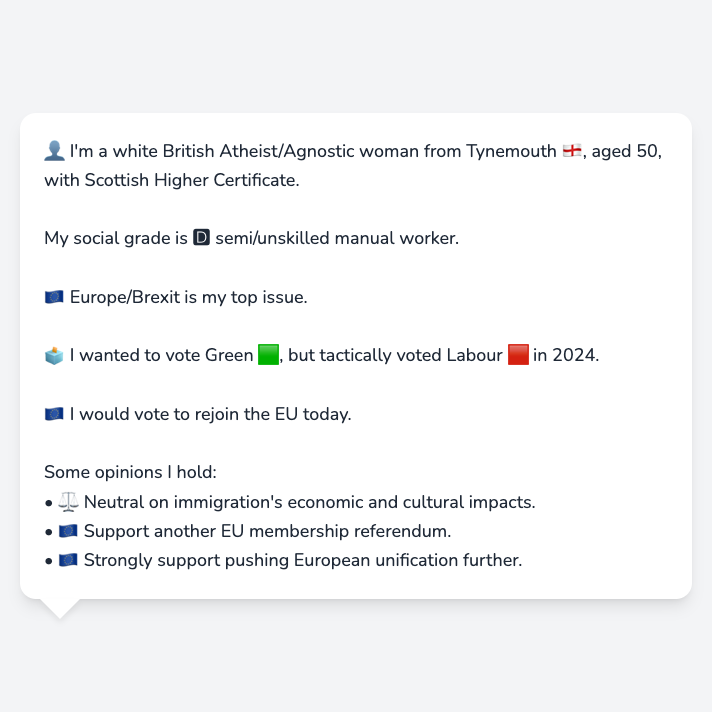 👤 I'm a white British Atheist/Agnostic woman from Tynemouth 🏴󠁧󠁢󠁥󠁮󠁧󠁿, aged 50,
with Scottish Higher Certificate.
My social grade is 🅳 semi/unskilled manual worker.
🇪🇺 Europe/Brexit is my top issue.
🗳️ I wanted to vote Green 🟩, but tactically voted Labour 🟥 in 2024.
🇪🇺 I would vote to rejoin the EU today.
Some opinions I hold:
• ⚖️ Neutral on immigration's economic and cultural impacts.
• 🇪🇺 Support another EU membership referendum.
• 🇪🇺 Strongly support pushing European unification further.